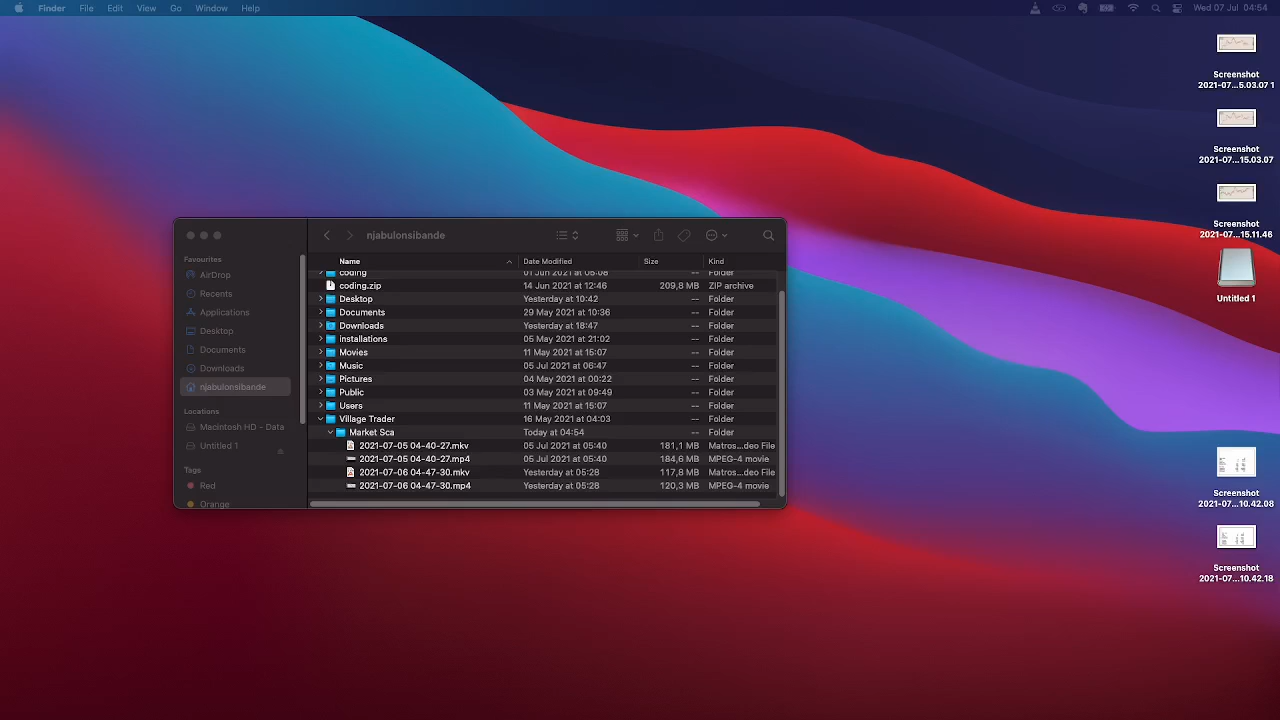 Finder File Edit View Go Window Help Wed 07 Jul 04:54
njabulonsibande
Favourites
AirDrop
Recents
Applications
Desktop
Documents
Downloads
njabulonsibande
Locations
Macintosh HD - Data
Untitled 1
Tags
Red
Orange
Name Date Modified Size Kind
coding 01 Jun 2021 at 05:08 -- Folder
coding.zip 14 Jun 2021 at 12:46 209,8 MB ZIP archive
Desktop Yesterday at 10:42 -- Folder
Documents 29 May 2021 at 10:36 -- Folder
Downloads Yesterday at 18:47 -- Folder
installations 05 May 2021 at 21:02 -- Folder
Movies 11 May 2021 at 15:07 -- Folder
Music 05 Jul 2021 at 06:47 -- Folder
Pictures 04 May 2021 at 00:22 -- Folder
Public 03 May 2021 at 09:49 -- Folder
Users 11 May 2021 at 15:07 -- Folder
Village Trader 16 May 2021 at 04:03 -- Folder
Market Sca Today at 04:54 -- Folder
2021-07-05 04-40-27.mkv 05 Jul 2021 at 05:40 181,1 MB Matros...deo File
2021-07-05 04-40-27.mp4 05 Jul 2021 at 05:40 184,6 MB MPEG-4 movie
2021-07-06 04-47-30.mkv Yesterday at 05:28 117,8 MB Matros...deo File
2021-07-06 04-47-30.mp4 Yesterday at 05:28 120,3 MB MPEG-4 movie
Screenshot
2021-07...5.03.07 1
Screenshot
2021-07...15.03.07
Screenshot
2021-07...15.11.46
Untitled 1
Screenshot
2021-07...10.42.08
Screenshot
2021-07...10.42.18